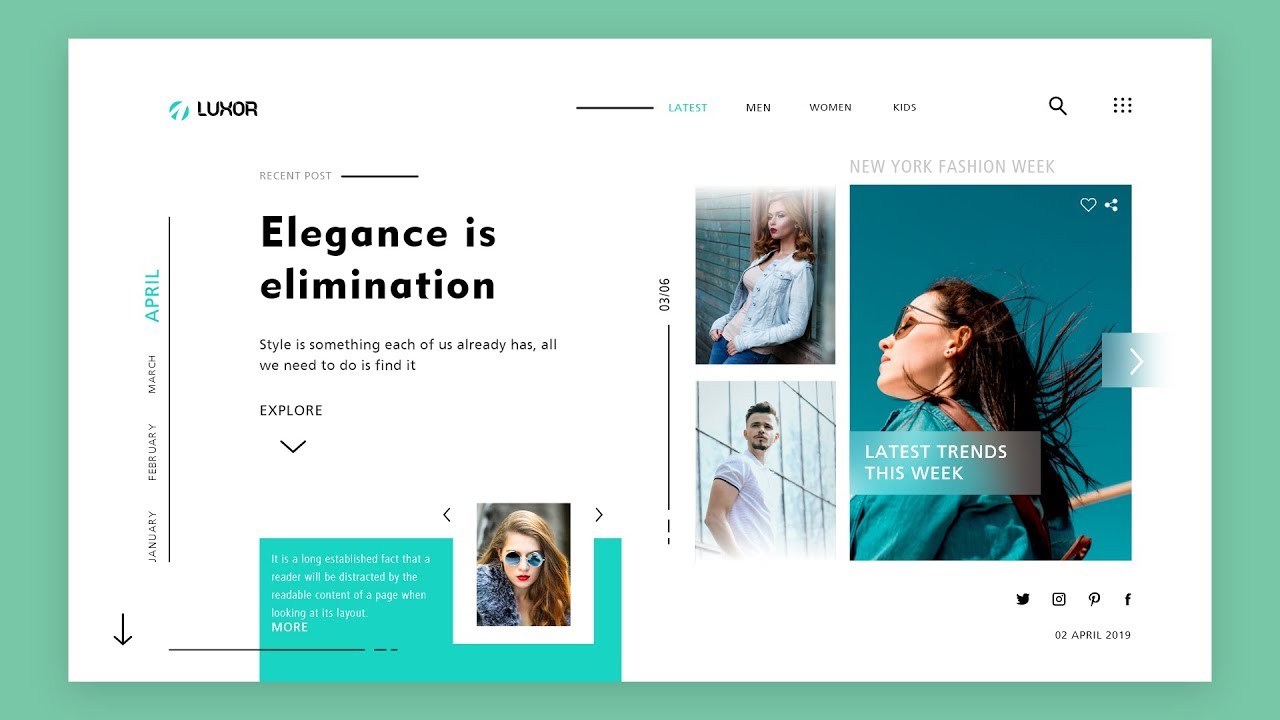 LUXOR
LATEST
MEN
WOMEN
KIDS
RECENT POST
Elegance is
elimination
Style is something each of us already has, all
we need to do is find it
EXPLORE
APRIL
MARCH
FEBRUARY
JANUARY
It is a long established fact that a
reader will be distracted by the
readable content of a page when
looking at its layout.
MORE
03/06
NEW YORK FASHION WEEK
LATEST TRENDS
THIS WEEK
02 APRIL 2019